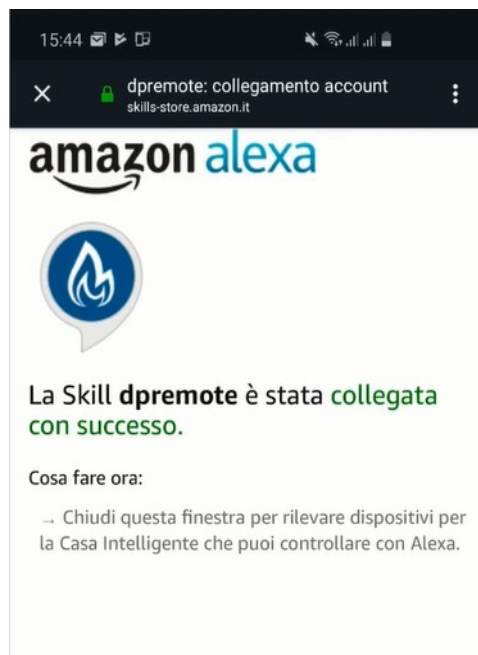 15:44
dpremote: collegamento account
skills-store.amazon.it
amazon alexa
La Skill dpremote è stata collegata
con successo.
Cosa fare ora:
→ Chiudi questa finestra per rilevare dispositivi per
la Casa Intelligente che puoi controllare con Alexa.